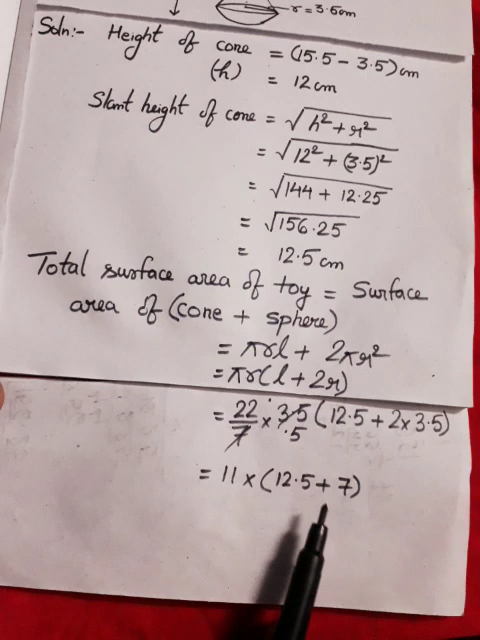 r = 3.5cm
Soln:- Height of cone = (15.5 - 3.5) cm
(h) = 12 cm
Slant height of cone = √h² + r²
= √12² + (3.5)²
= √144 + 12.25
= √156.25
= 12.5 cm
Total surface area of toy = Surface
area of (cone + sphere)
= πrl + 2πr²
= πr(l + 2r)
= 22/7 × 3.5 (12.5 + 2 × 3.5)
.5
= 11 × (12.5 + 7)